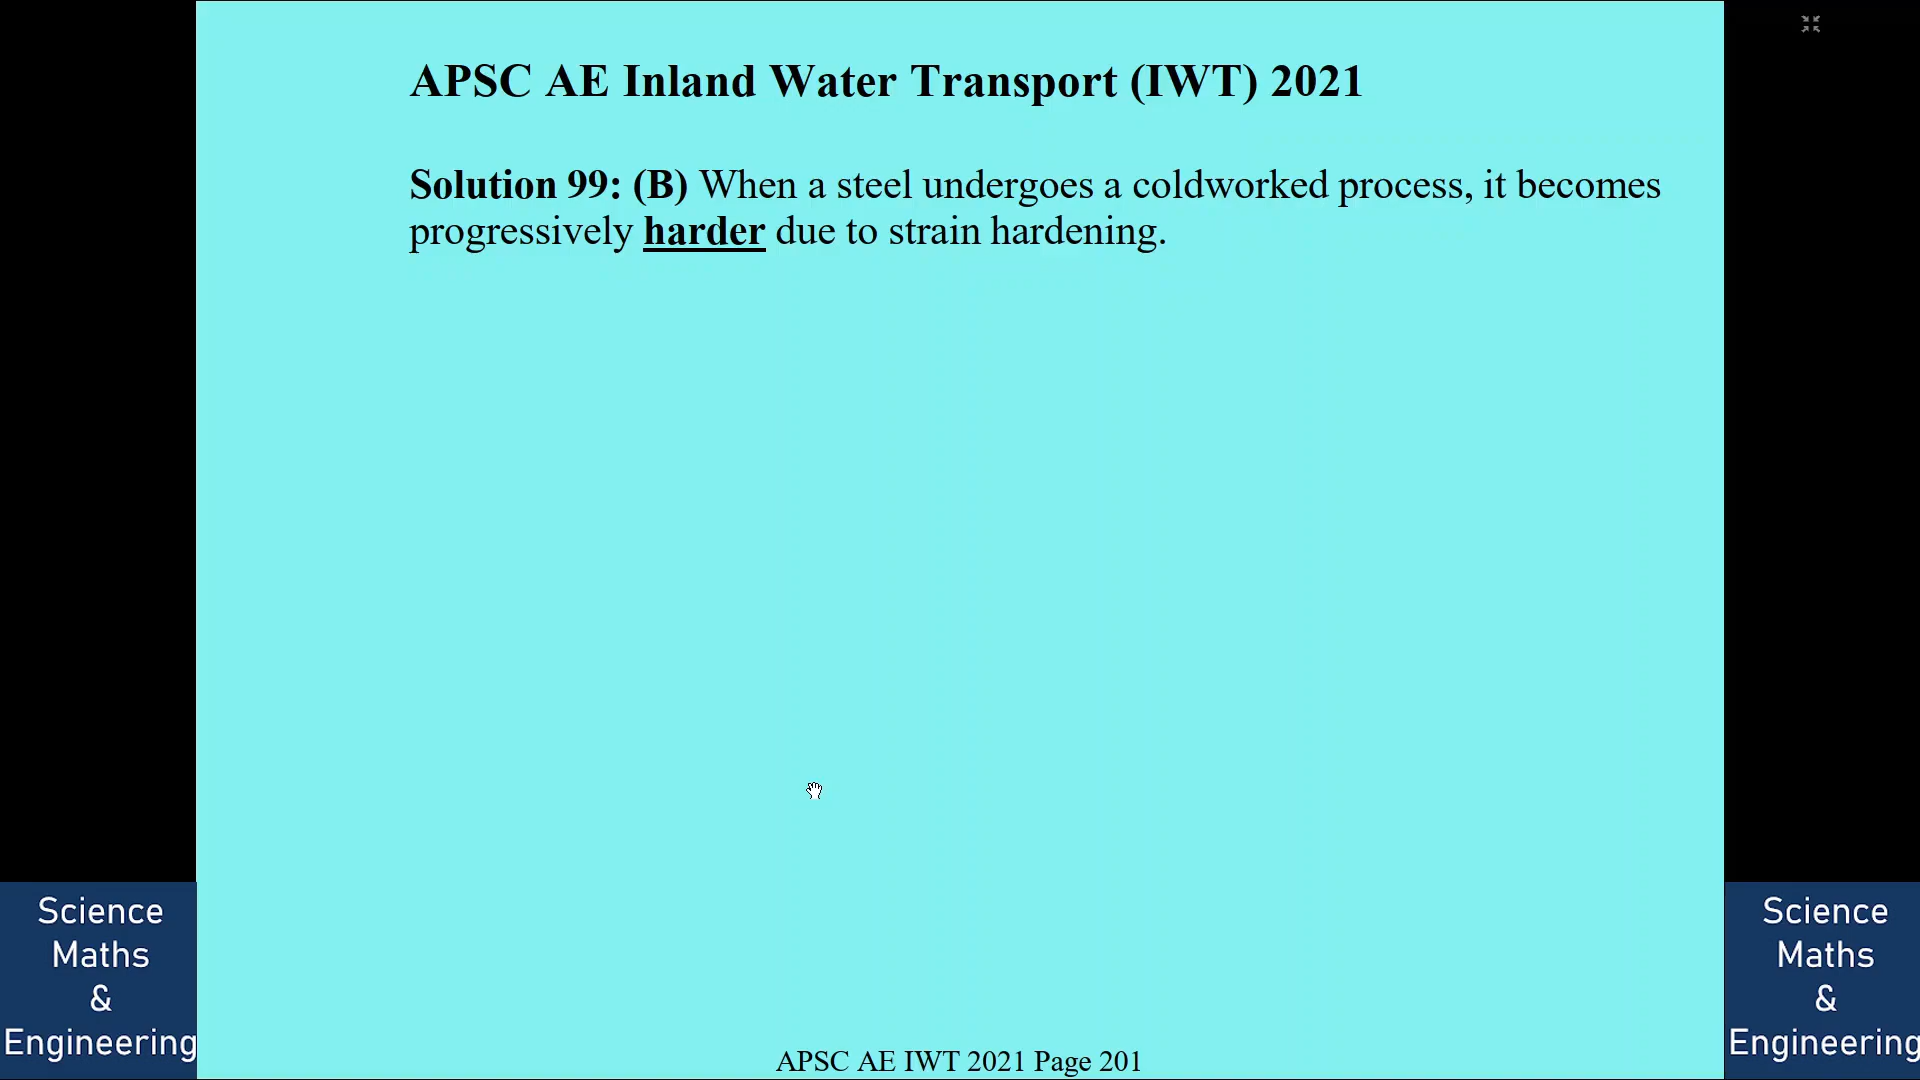 APSC AE Inland Water Transport (IWT) 2021
Solution 99: (B) When a steel undergoes a coldworked process, it becomes
progressively harder due to strain hardening.
Science
Maths
&
Engineering
Science
Maths
&
Engineering
APSC AE IWT 2021 Page 201